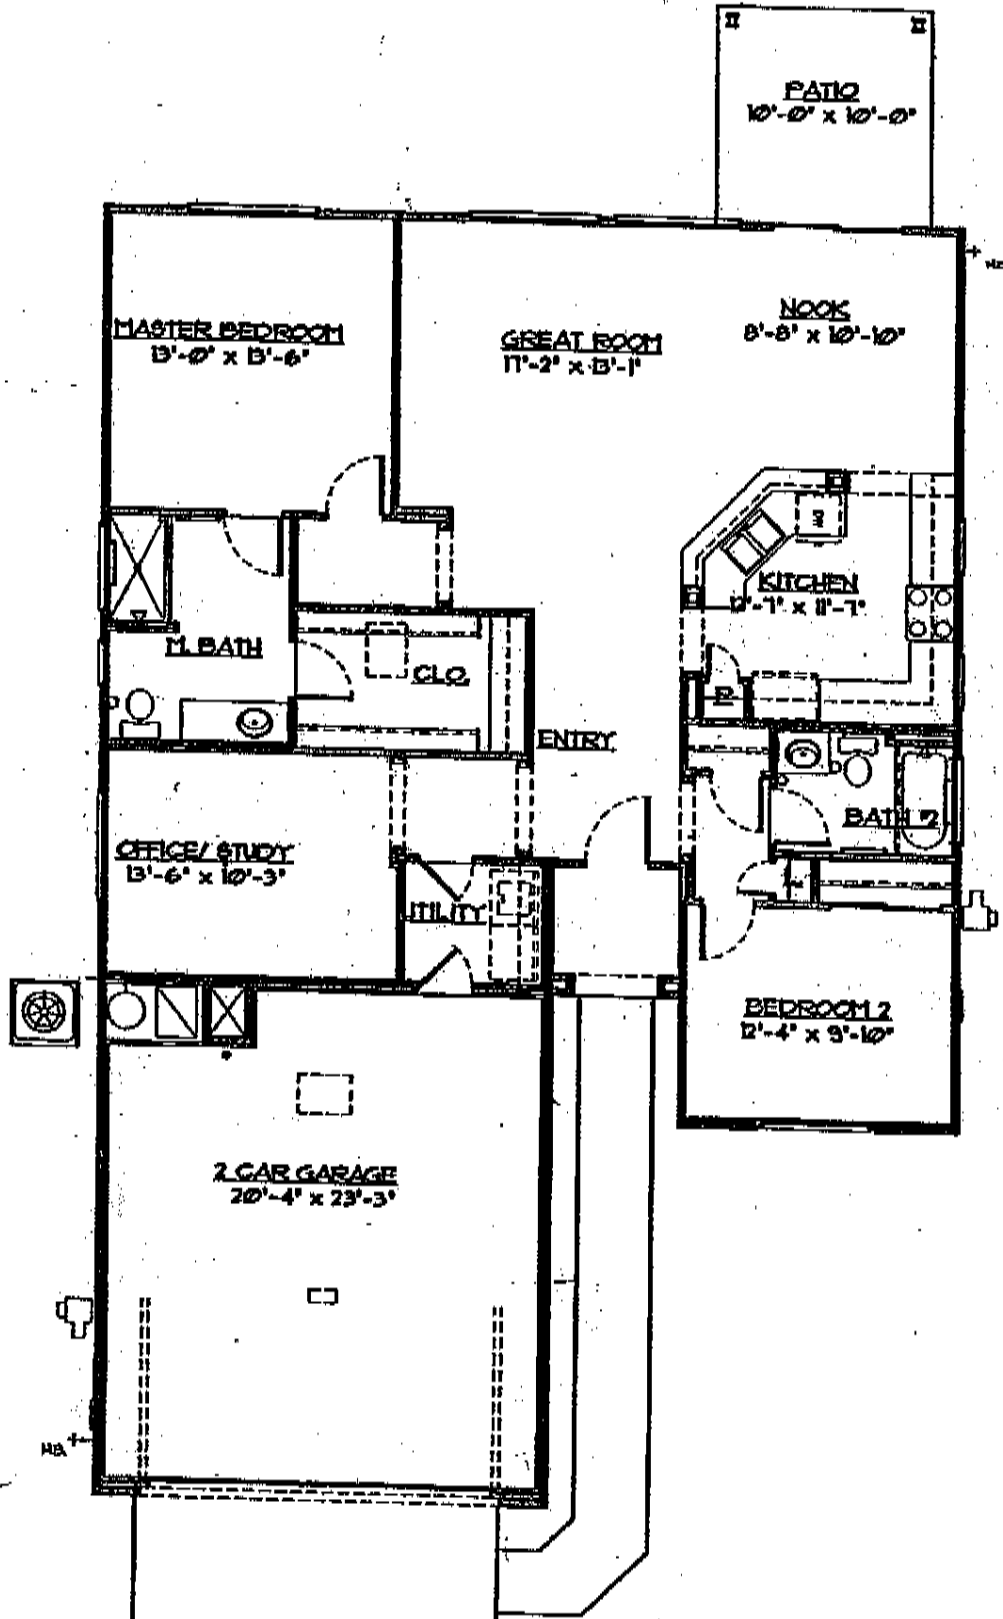 PATIO
10'-0" x 10'-0"
MASTER BEDROOM
13'-0" x 13'-6"
GREAT ROOM
17'-2" x 13'-1"
NOOK
8'-8" x 10'-10"
KITCHEN
12'-7" x 11'-7"
M. BATH
CLO.
P
ENTRY
BATH 2
OFFICE/ STUDY
13'-6" x 10'-3"
UTILITY
BEDROOM 2
12'-4" x 9'-10"
2 CAR GARAGE
20'-4" x 23'-3"
HB